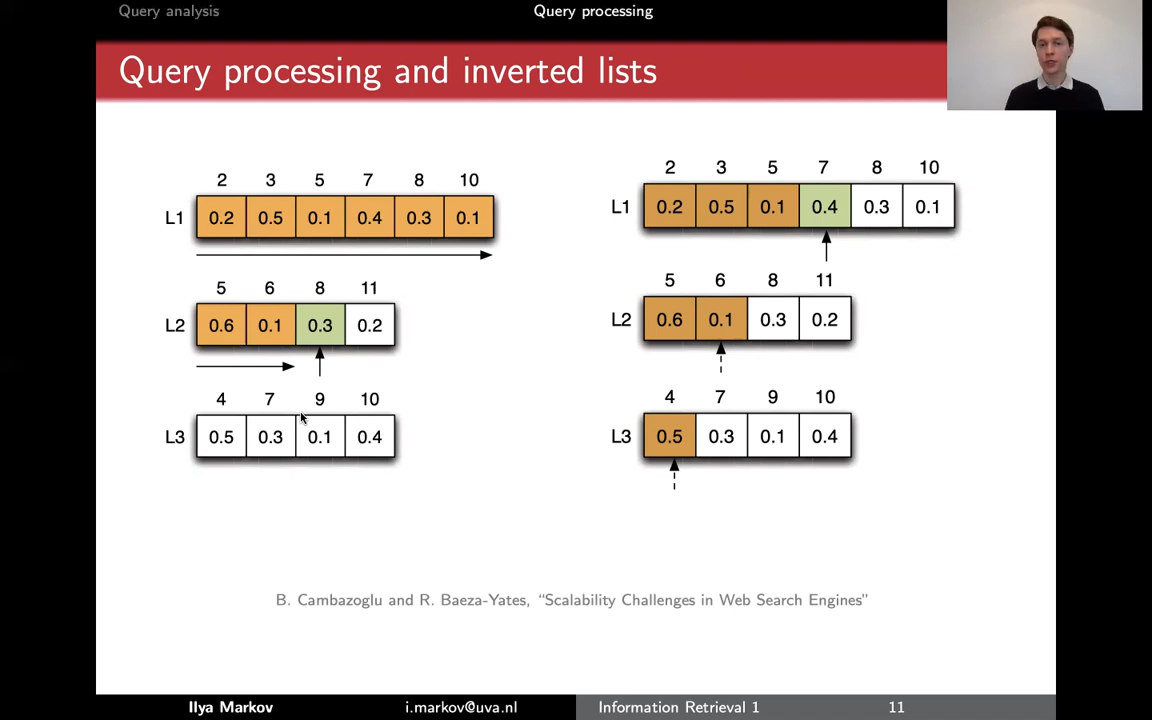 Query analysis
Query processing
Query processing and inverted lists
2 3 5 7 8 10
L1 0.2 0.5 0.1 0.4 0.3 0.1
5 6 8 11
L2 0.6 0.1 0.3 0.2
4 7 9 10
L3 0.5 0.3 0.1 0.4
2 3 5 7 8 10
L1 0.2 0.5 0.1 0.4 0.3 0.1
5 6 8 11
L2 0.6 0.1 0.3 0.2
4 7 9 10
L3 0.5 0.3 0.1 0.4
B. Cambazoglu and R. Baeza-Yates, “Scalability Challenges in Web Search Engines”
Ilya Markov i.markov@uva.nl Information Retrieval 1 11